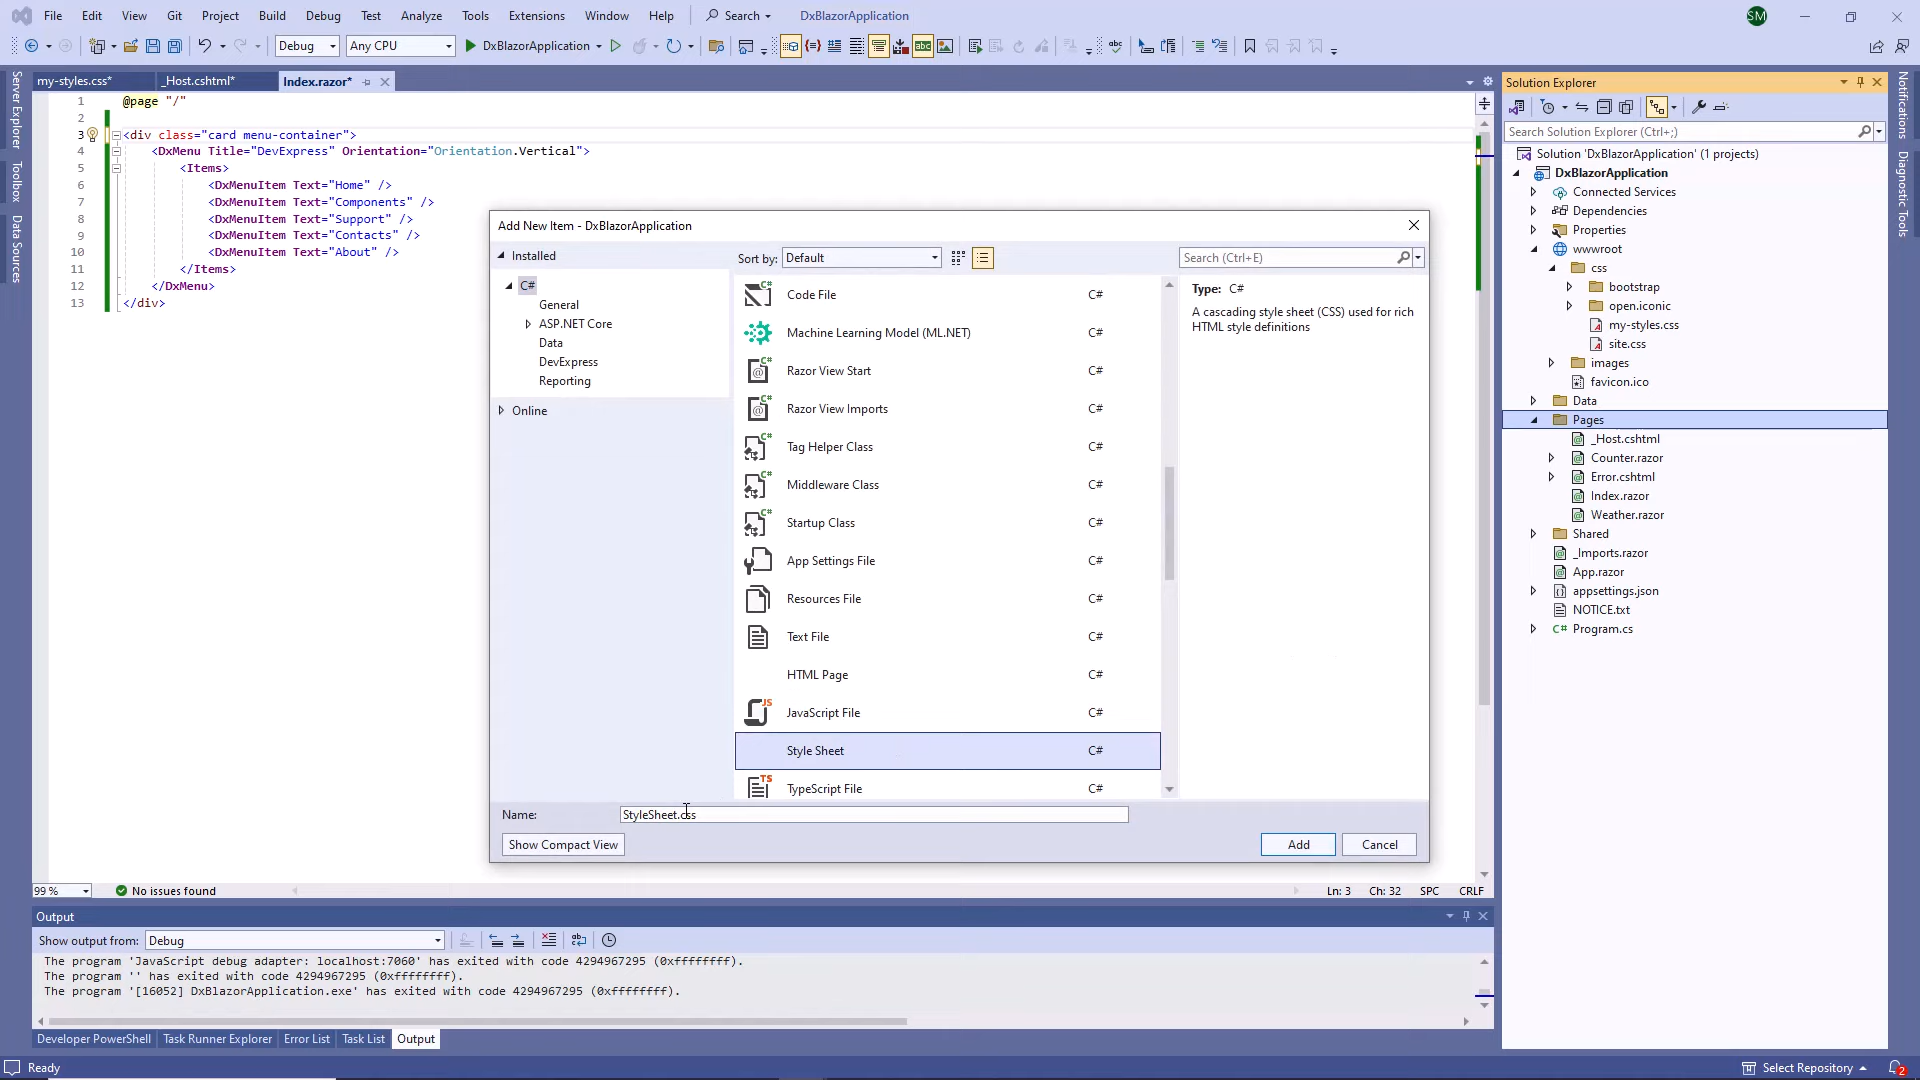 File Edit View Git Project Build Debug Test Analyze Tools Extensions Window Help Search DxBlazorApplication SM
Debug Any CPU DxBlazorApplication
my-styles.css* _Host.cshtml* Index.razor*
1 @page "/"
2
3 <div class="card menu-container">
4 <DxMenu Title="DevExpress" Orientation="Orientation.Vertical">
5 <Items>
6 <DxMenuItem Text="Home" />
7 <DxMenuItem Text="Components" />
8 <DxMenuItem Text="Support" />
9 <DxMenuItem Text="Contacts" />
10 <DxMenuItem Text="About" />
11 </Items>
12 </DxMenu>
13 </div>
Server Explorer
Toolbox
Data Sources
Add New Item - DxBlazorApplication
Installed
C#
General
ASP.NET Core
Data
DevExpress
Reporting
Online
Sort by: Default
Search (Ctrl+E)
Code File C#
Machine Learning Model (ML.NET) C#
Razor View Start C#
Razor View Imports C#
Tag Helper Class C#
Middleware Class C#
Startup Class C#
App Settings File C#
Resources File C#
Text File C#
HTML Page C#
JavaScript File C#
Style Sheet C#
TypeScript File C#
Type: C#
A cascading style sheet (CSS) used for rich
HTML style definitions
Name: StyleSheet.css
Show Compact View Add Cancel
99 % No issues found Ln: 3 Ch: 32 SPC CRLF
Output
Show output from: Debug
The program 'JavaScript debug adapter: localhost:7060' has exited with code 4294967295 (0xffffffff).
The program '' has exited with code 4294967295 (0xffffffff).
The program '[16052] DxBlazorApplication.exe' has exited with code 4294967295 (0xffffffff).
Developer PowerShell Task Runner Explorer Error List Task List Output
Solution Explorer
Search Solution Explorer (Ctrl+;)
Solution 'DxBlazorApplication' (1 projects)
DxBlazorApplication
Connected Services
Dependencies
Properties
wwwroot
css
bootstrap
open.iconic
my-styles.css
site.css
images
favicon.ico
Data
Pages
_Host.cshtml
Counter.razor
Error.cshtml
Index.razor
Weather.razor
Shared
_Imports.razor
App.razor
appsettings.json
NOTICE.txt
C# Program.cs
Notifications
Diagnostic Tools
Ready Select Repository 2